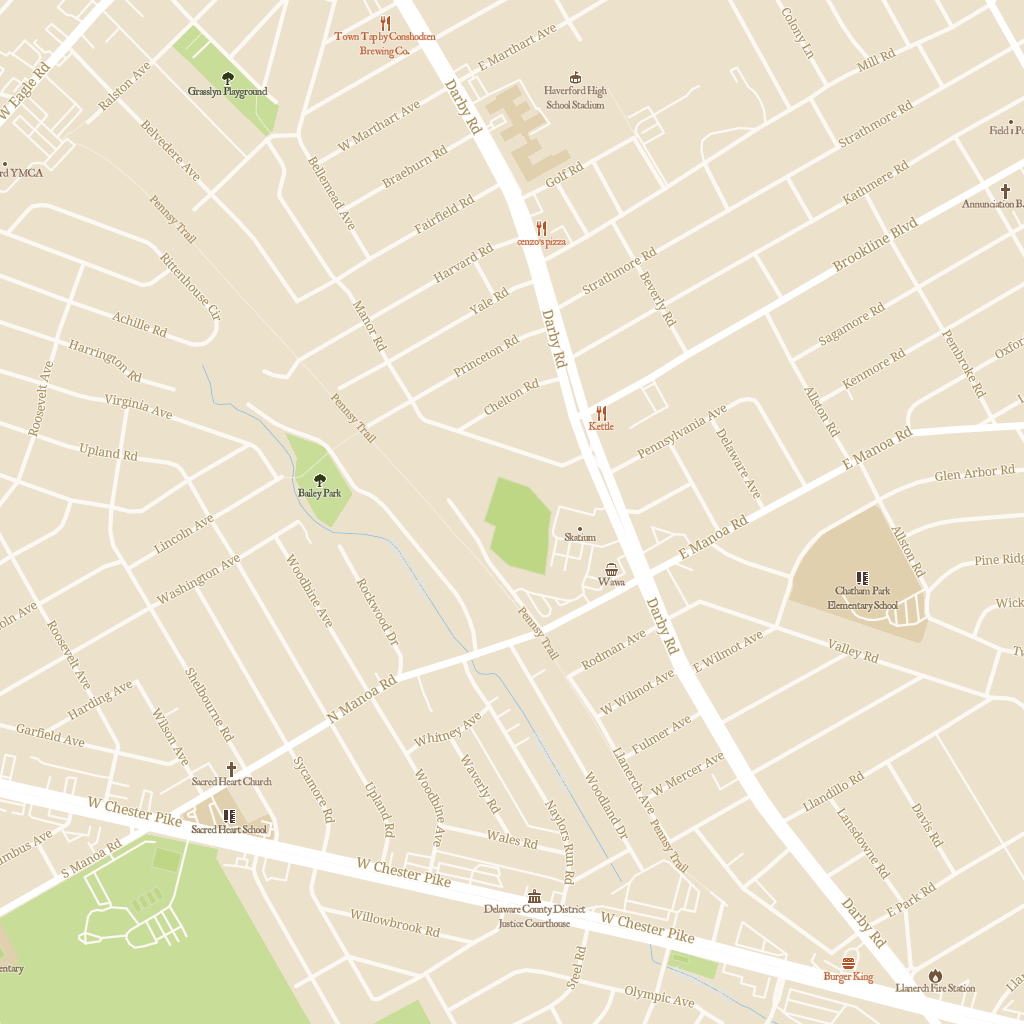 Town Tap by Conshocken
Brewing Co.
E Marthart Ave
Colony Ln
Mill Rd
W Eagle Rd
Ralston Ave
Grasslyn Playground
Darby Rd
Haverford High
School Stadium
W Marthart Ave
Strathmore Rd
Belvedere Ave
Braeburn Rd
Golf Rd
Kathmere Rd
rd YMCA
Bellemead Ave
Fairfield Rd
Pennsy Trail
cenzo's pizza
Brookline Blvd
Rittenhouse Cir
Harvard Rd
Strathmore Rd
Beverly Rd
Yale Rd
Achille Rd
Manor Rd
Darby Rd
Sagamore Rd
Harrington Rd
Princeton Rd
Pembroke Rd
Kenmore Rd
Roosevelt Ave
Virginia Ave
Chelton Rd
Allston Rd
Pennsy Trail
Kettle
Pennsylvania Ave
Upland Rd
Delaware Ave
E Manoa Rd
Glen Arbor Rd
Bailey Park
Lincoln Ave
Skatium
E Manoa Rd
Allston Rd
Washington Ave
Wawa
Chatham Park
Elementary School
Woodbine Ave
Rockwood Dr
Darby Rd
Pennsy Trail
Rodman Ave
E Wilmot Ave
Valley Rd
Roosevelt Ave
Shelbourne Rd
N Manoa Rd
W Wilmot Ave
Harding Ave
Wilson Ave
Garfield Ave
Whitney Ave
Fulmer Ave
Sacred Heart Church
Sycamore Rd
Upland Rd
Woodbine Ave
Waverly Rd
Llanerch Ave
W Mercer Ave
W Chester Pike
Sacred Heart School
Naylors Run Rd
Woodland Dr
Llandillo Rd
Wales Rd
Pennsy Trail
Lansdowne Rd
Davis Rd
S Manoa Rd
W Chester Pike
Delaware County District
Justice Courthouse
E Park Rd
Willowbrook Rd
W Chester Pike
Darby Rd
Steel Rd
Burger King
Olympic Ave
Llanerch Fire Station